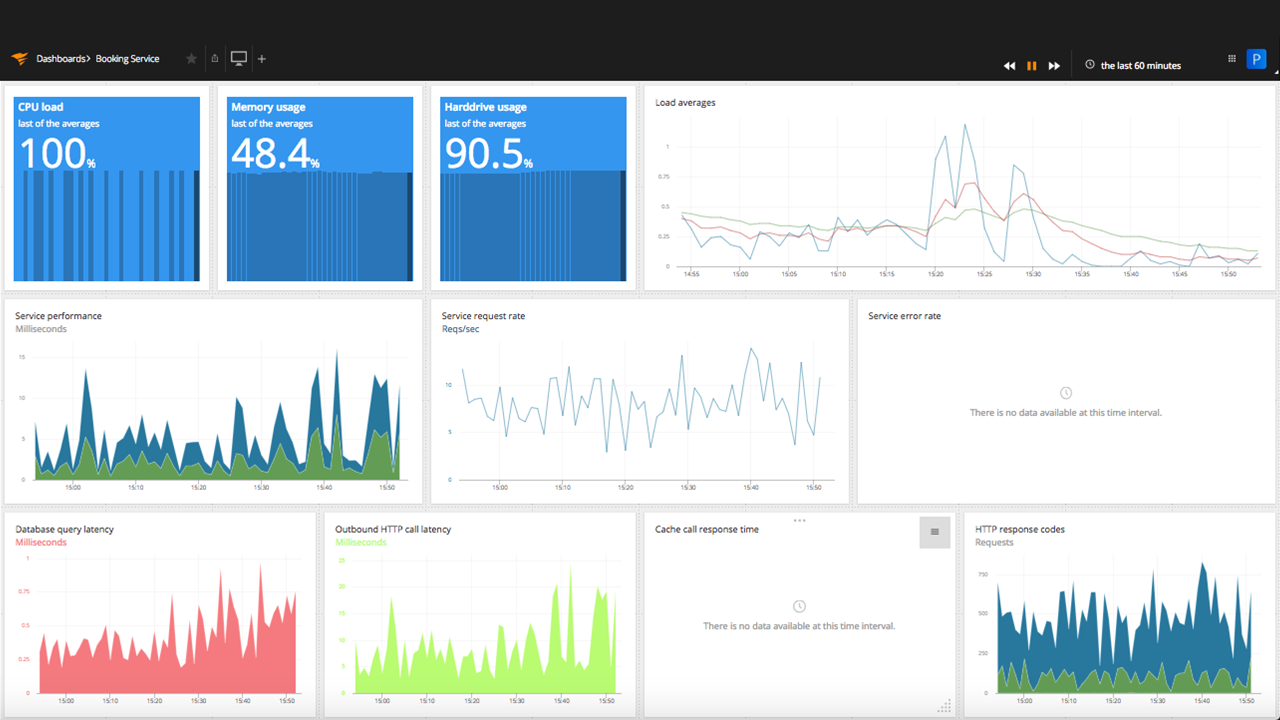 Dashboards> Booking Service
the last 60 minutes
P
CPU load
last of the averages
100%
Memory usage
last of the averages
48.4%
Harddrive usage
last of the averages
90.5%
Load averages
1
0.75
0.5
0.25
0
14:55 15:00 15:05 15:10 15:15 15:20 15:25 15:30 15:35 15:40 15:45 15:50
Service performance
Milliseconds
15
10
5
0
15:00 15:10 15:20 15:30 15:40 15:50
Service request rate
Reqs/sec
10
5
0
15:00 15:10 15:20 15:30 15:40 15:50
Service error rate
There is no data available at this time interval.
Database query latency
Milliseconds
1
0.75
0.5
0.25
0
15:00 15:10 15:20 15:30 15:40 15:50
Outbound HTTP call latency
Milliseconds
25
20
15
10
5
0
15:00 15:10 15:20 15:30 15:40 15:50
Cache call response time
There is no data available at this time interval.
HTTP response codes
Requests
750
500
250
0
15:00 15:10 15:20 15:30 15:40 15:50